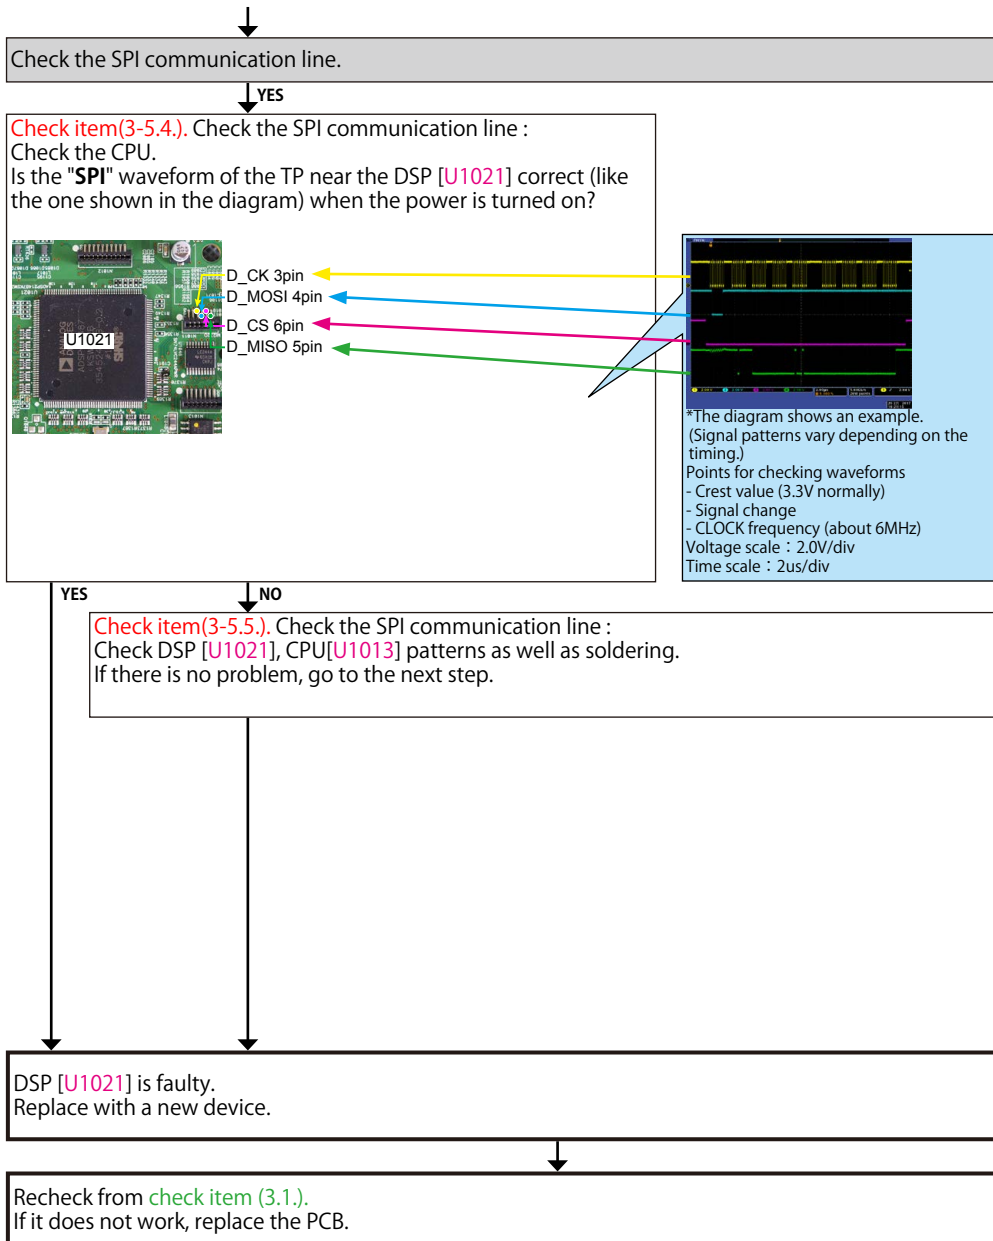 Check the SPI communication line.
YES
Check item(3-5.4.). Check the SPI communication line :
Check the CPU.
Is the "SPI" waveform of the TP near the DSP [U1021] correct (like
the one shown in the diagram) when the power is turned on?
U1021
D_CK 3pin
D_MOSI 4pin
D_CS 6pin
D_MISO 5pin
*The diagram shows an example.
(Signal patterns vary depending on the
timing.)
Points for checking waveforms
- Crest value (3.3V normally)
- Signal change
- CLOCK frequency (about 6MHz)
Voltage scale：2.0V/div
Time scale：2us/div
YES
NO
Check item(3-5.5.). Check the SPI communication line :
Check DSP [U1021], CPU[U1013] patterns as well as soldering.
If there is no problem, go to the next step.
DSP [U1021] is faulty.
Replace with a new device.
Recheck from check item (3.1.).
If it does not work, replace the PCB.